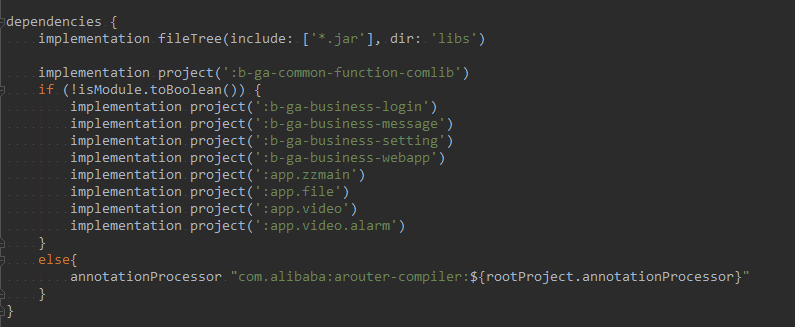 dependencies {
    implementation fileTree(include: ['*.jar'], dir: 'libs')
    implementation project(':b-ga-common-function-comlib')
    if (!isModule.toBoolean()) {
        implementation project(':b-ga-business-login')
        implementation project(':b-ga-business-message')
        implementation project(':b-ga-business-setting')
        implementation project(':b-ga-business-webapp')
        implementation project(':app.zzmain')
        implementation project(':app.file')
        implementation project(':app.video')
        implementation project(':app.video.alarm')
    }
    else{
        annotationProcessor "com.alibaba:arouter-compiler:${rootProject.annotationProcessor}"
    }
}